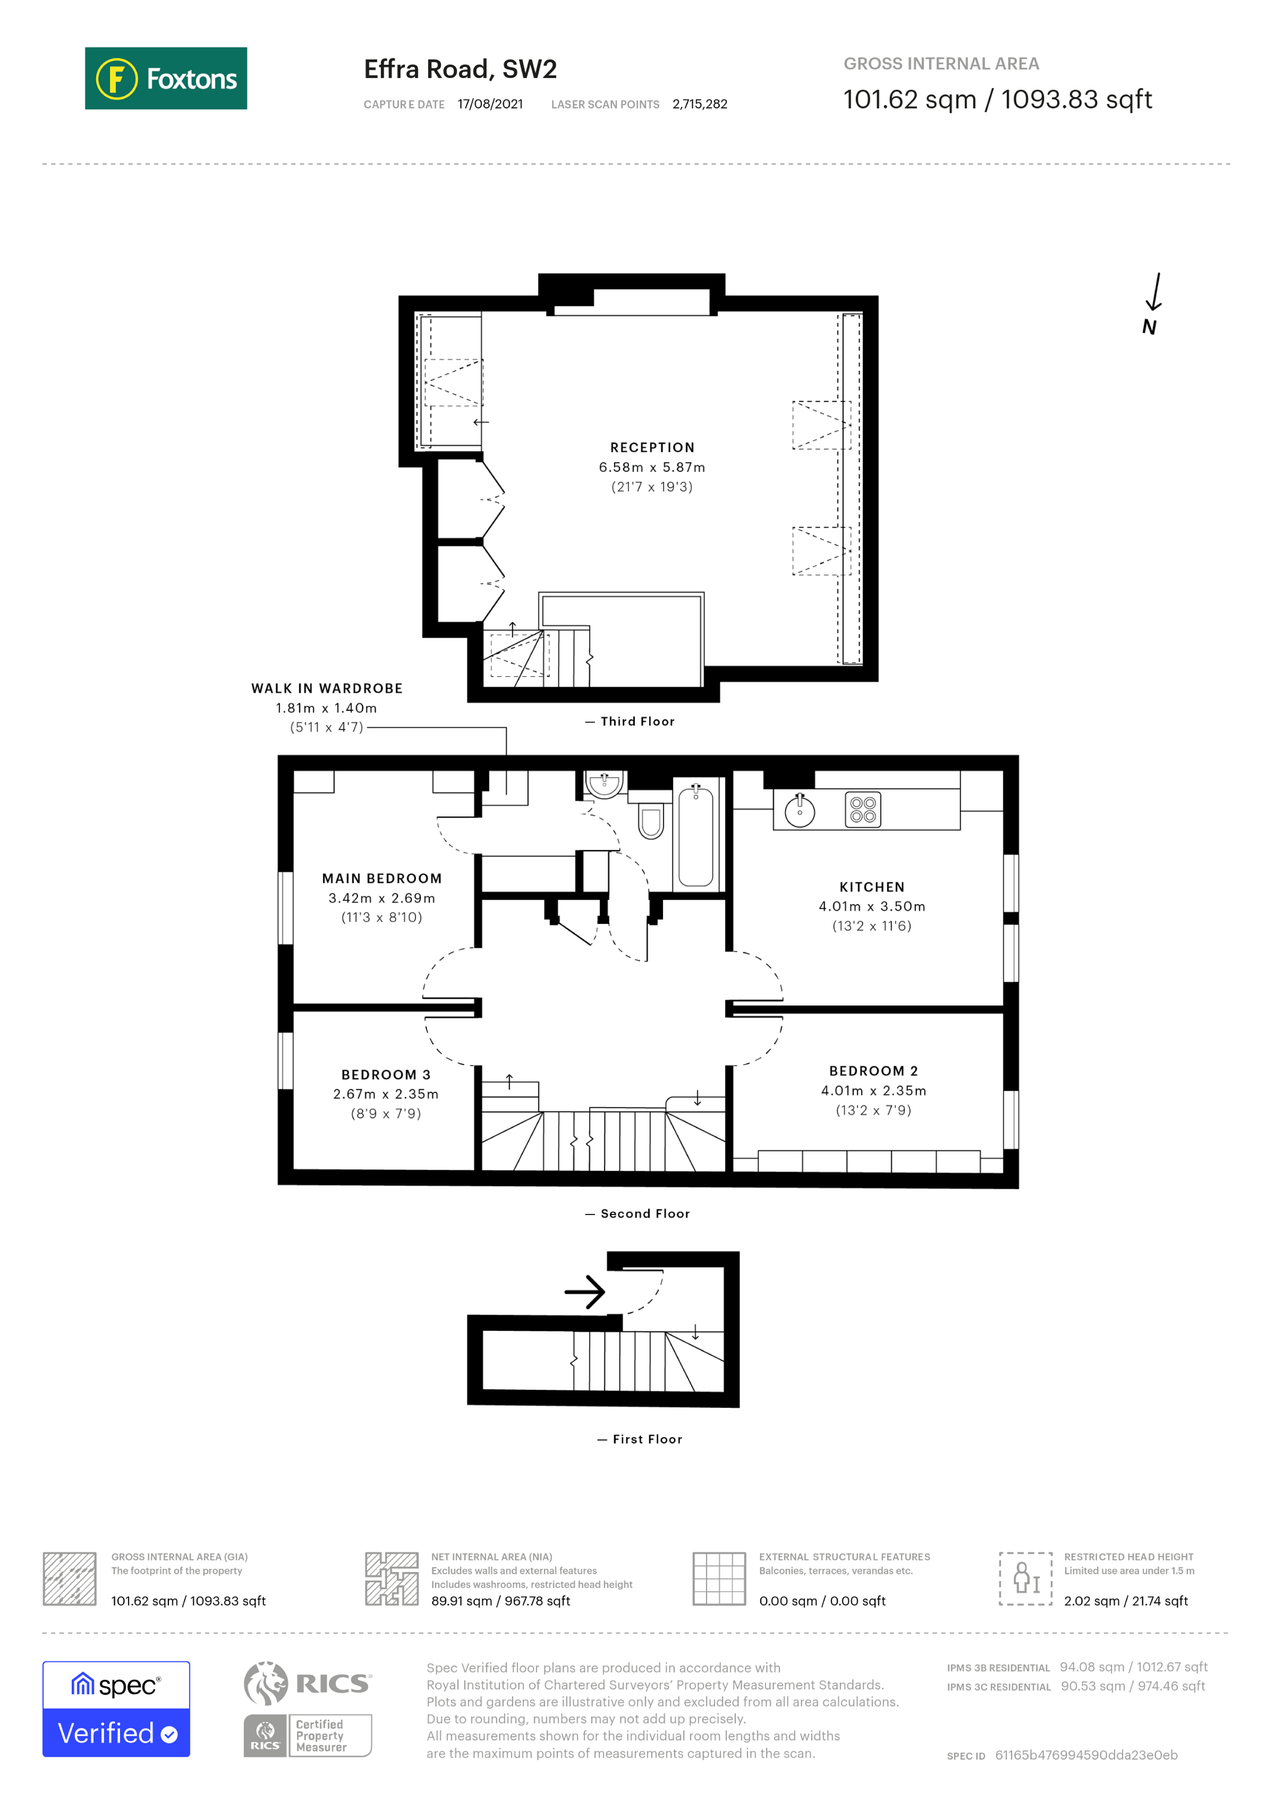 Foxtons
Effra Road, SW2
CAPTURE DATE 17/08/2021 LASER SCAN POINTS 2,715,282
GROSS INTERNAL AREA
101.62 sqm / 1093.83 sqft
N
RECEPTION
6.58m x 5.87m
(21'7 x 19'3)
WALK IN WARDROBE
1.81m x 1.40m
(5'11 x 4'7)
— Third Floor
MAIN BEDROOM
3.42m x 2.69m
(11'3 x 8'10)
KITCHEN
4.01m x 3.50m
(13'2 x 11'6)
BEDROOM 3
2.67m x 2.35m
(8'9 x 7'9)
BEDROOM 2
4.01m x 2.35m
(13'2 x 7'9)
— Second Floor
— First Floor
GROSS INTERNAL AREA (GIA)
The footprint of the property
101.62 sqm / 1093.83 sqft
NET INTERNAL AREA (NIA)
Excludes walls and external features
Includes washrooms, restricted head height
89.91 sqm / 967.78 sqft
EXTERNAL STRUCTURAL FEATURES
Balconies, terraces, verandas etc.
0.00 sqm / 0.00 sqft
RESTRICTED HEAD HEIGHT
Limited use area under 1.5 m
2.02 sqm / 21.74 sqft
spec®
Verified
RICS®
RICS
Certified
Property
Measurer
Spec Verified floor plans are produced in accordance with
Royal Institution of Chartered Surveyors' Property Measurement Standards.
Plots and gardens are illustrative only and excluded from all area calculations.
Due to rounding, numbers may not add up precisely.
All measurements shown for the individual room lengths and widths
are the maximum points of measurements captured in the scan.
IPMS 3B RESIDENTIAL 94.08 sqm / 1012.67 sqft
IPMS 3C RESIDENTIAL 90.53 sqm / 974.46 sqft
SPEC ID 61165b476994590dda23e0eb